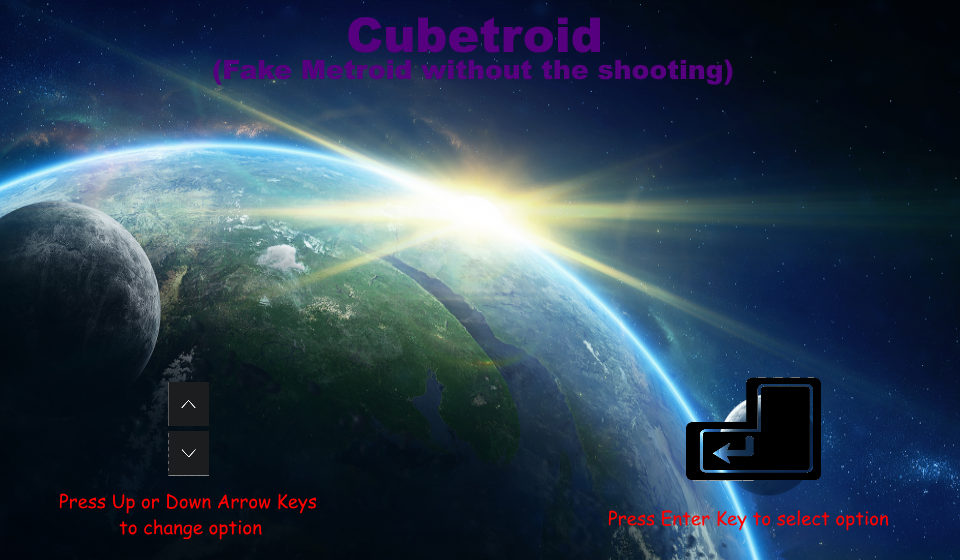 Cubetroid
(Fake Metroid without the shooting)
Press Up or Down Arrow Keys
to change option
Press Enter Key to select option